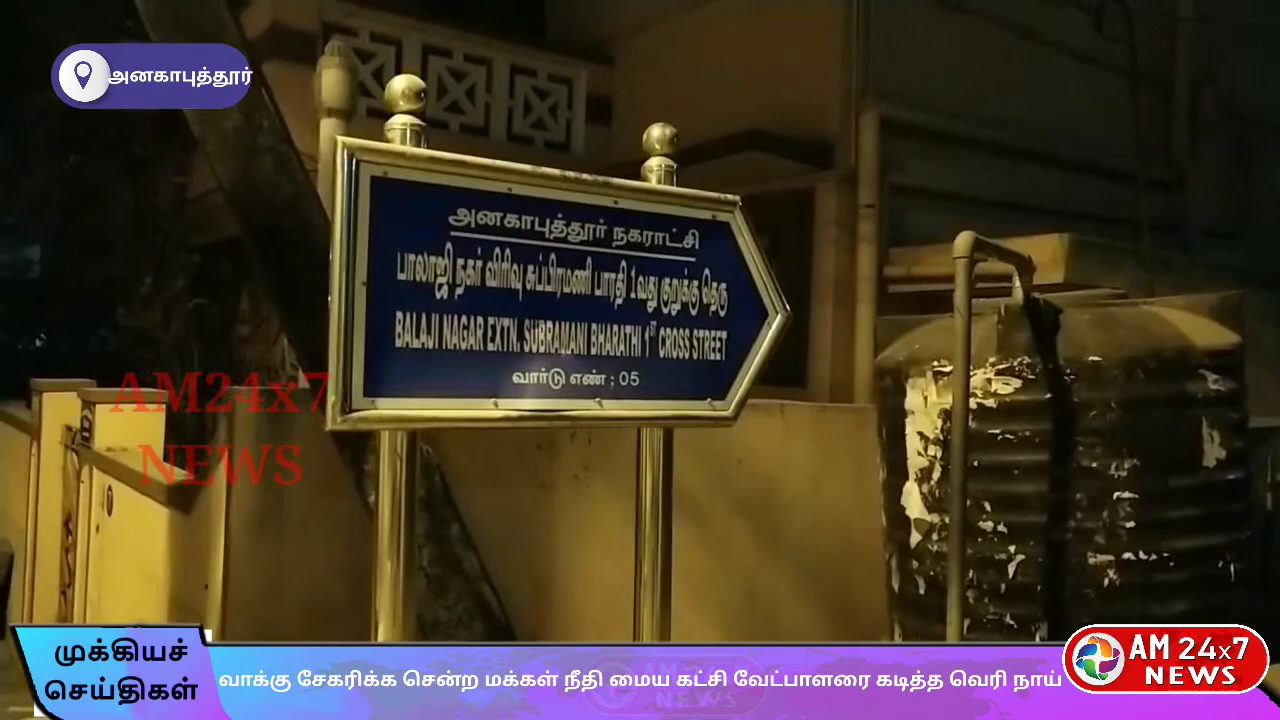 அனகாபுத்தூர்
அனகாபுத்தூர் நகராட்சி
பாலாஜி நகர் விரிவு சுப்பிரமணி பாரதி 1வது குறுக்கு தெரு
BALAJI NAGAR EXTN. SUBRAMANI BHARATHI 1ST CROSS STREET
வார்டு எண் : 05
AM24x7
NEWS
முக்கியச்
செய்திகள்
வாக்கு சேகரிக்க சென்ற மக்கள் நீதி மைய கட்சி வேட்பாளரை கடித்த வெரி நாய்
AM 24x7
NEWS